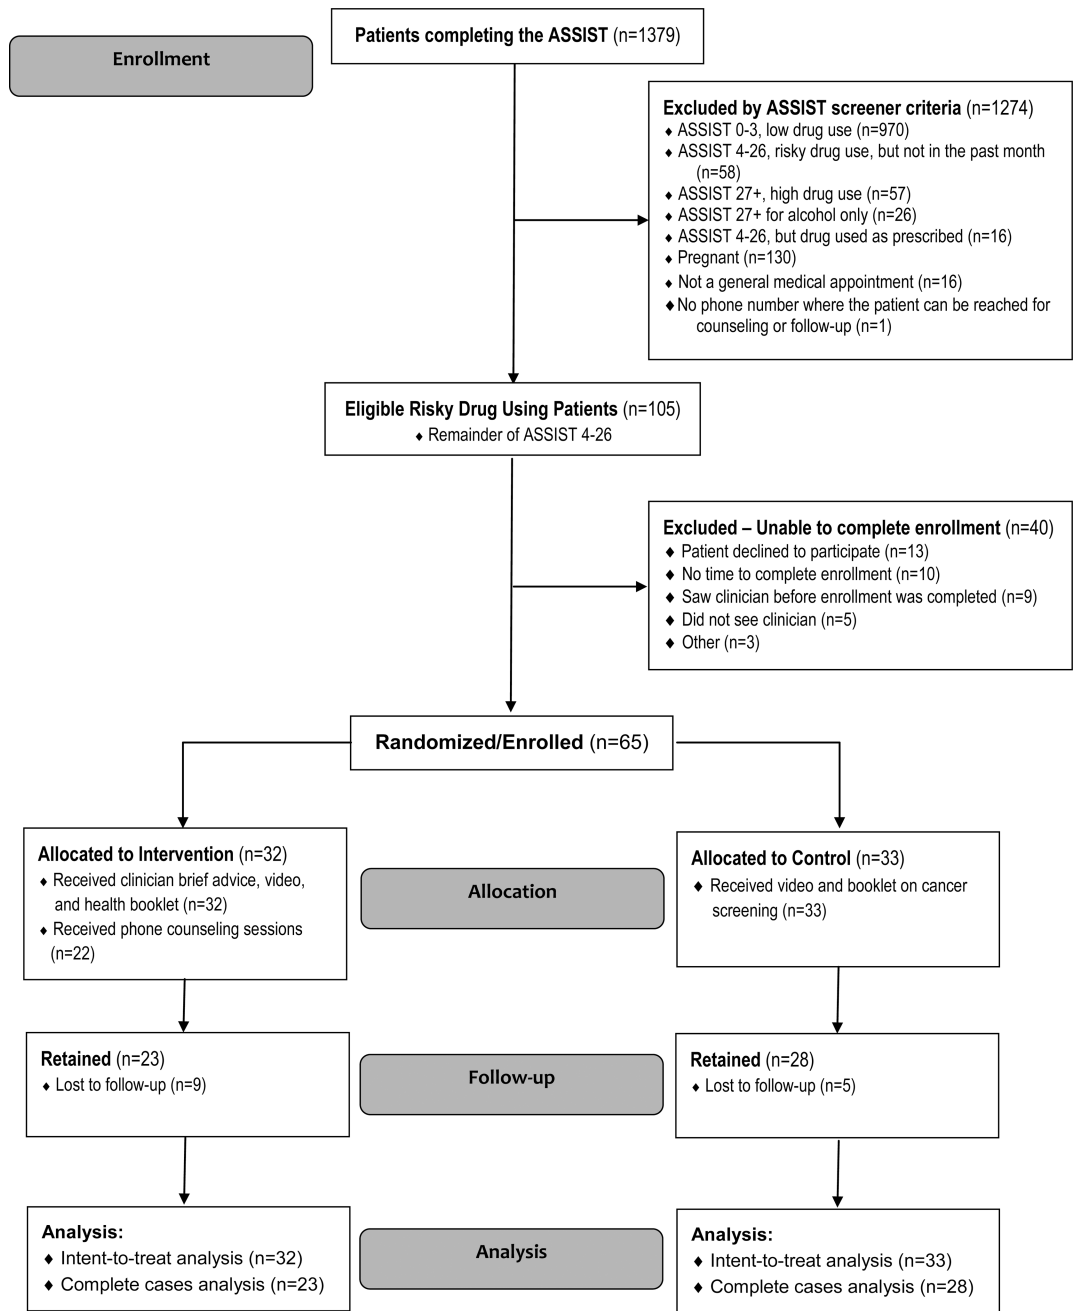 Patients completing the ASSIST (n=1379)
Enrollment
Excluded by ASSIST screener criteria (n=1274)
♦ ASSIST 0-3, low drug use (n=970)
♦ ASSIST 4-26, risky drug use, but not in the past month
(n=58)
♦ ASSIST 27+, high drug use (n=57)
♦ ASSIST 27+ for alcohol only (n=26)
♦ ASSIST 4-26, but drug used as prescribed (n=16)
♦ Pregnant (n=130)
♦ Not a general medical appointment (n=16)
♦ No phone number where the patient can be reached for
counseling or follow-up (n=1)
Eligible Risky Drug Using Patients (n=105)
♦ Remainder of ASSIST 4-26
Excluded – Unable to complete enrollment (n=40)
♦ Patient declined to participate (n=13)
♦ No time to complete enrollment (n=10)
♦ Saw clinician before enrollment was completed (n=9)
♦ Did not see clinician (n=5)
♦ Other (n=3)
Randomized/Enrolled (n=65)
Allocated to Intervention (n=32)
♦ Received clinician brief advice, video,
and health booklet (n=32)
♦ Received phone counseling sessions
(n=22)
Allocation
Allocated to Control (n=33)
♦ Received video and booklet on cancer
screening (n=33)
Retained (n=23)
♦ Lost to follow-up (n=9)
Follow-up
Retained (n=28)
♦ Lost to follow-up (n=5)
Analysis:
♦ Intent-to-treat analysis (n=32)
♦ Complete cases analysis (n=23)
Analysis
Analysis:
♦ Intent-to-treat analysis (n=33)
♦ Complete cases analysis (n=28)